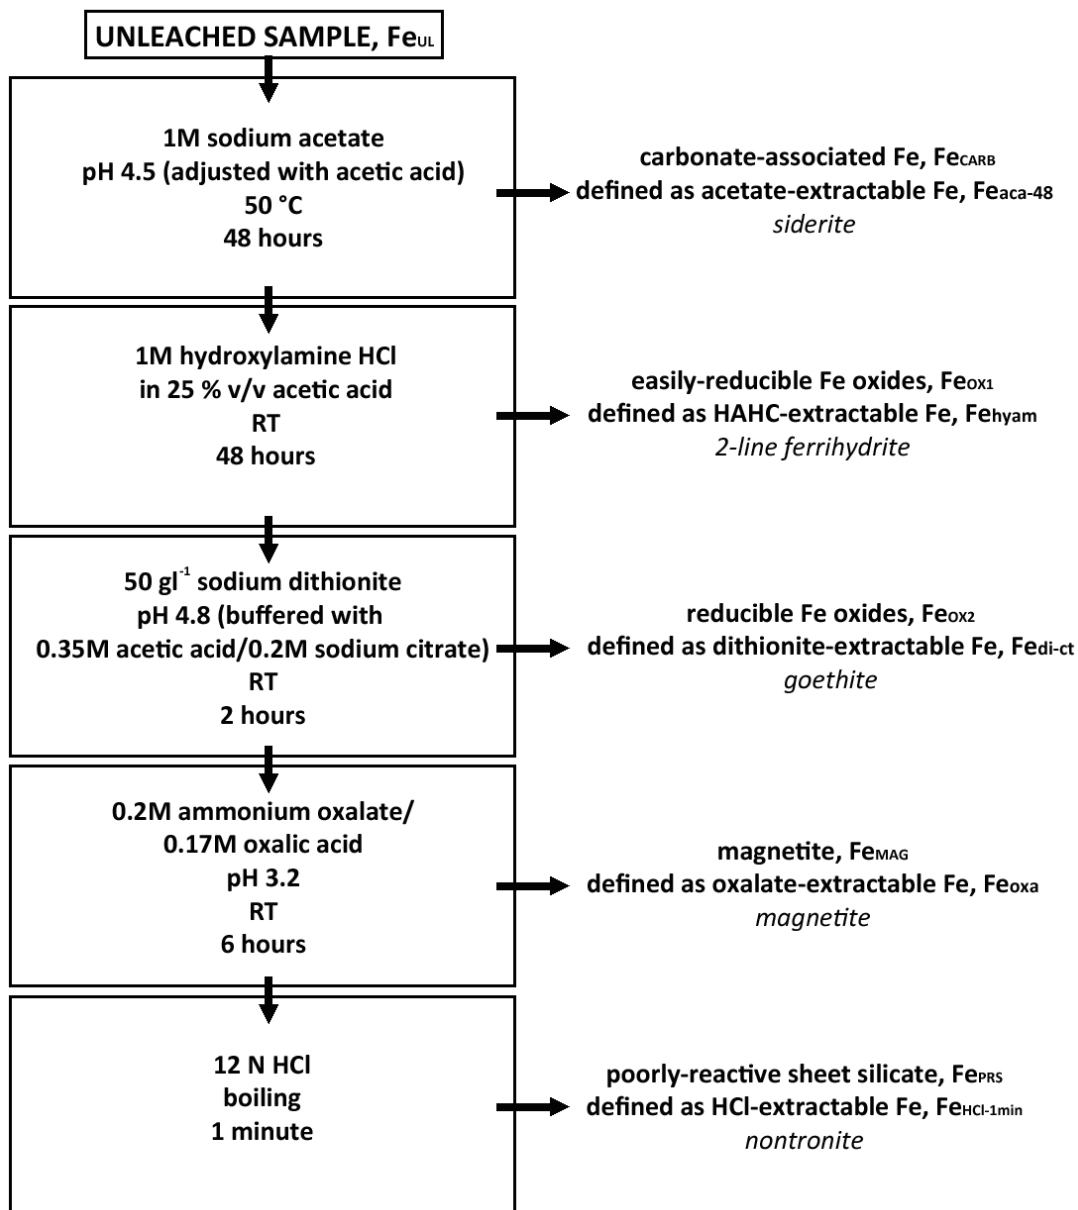 UNLEACHED SAMPLE, FeUL
1M sodium acetate
pH 4.5 (adjusted with acetic acid)
50 °C
48 hours
carbonate-associated Fe, FeCARB
defined as acetate-extractable Fe, Feaca-48
siderite
1M hydroxylamine HCl
in 25 % v/v acetic acid
RT
48 hours
easily-reducible Fe oxides, FeOX1
defined as HAHC-extractable Fe, Fehyam
2-line ferrihydrite
50 gl-1 sodium dithionite
pH 4.8 (buffered with
0.35M acetic acid/0.2M sodium citrate)
RT
2 hours
reducible Fe oxides, FeOX2
defined as dithionite-extractable Fe, Fedi-ct
goethite
0.2M ammonium oxalate/
0.17M oxalic acid
pH 3.2
RT
6 hours
magnetite, FeMAG
defined as oxalate-extractable Fe, Feoxa
magnetite
12 N HCl
boiling
1 minute
poorly-reactive sheet silicate, FePRS
defined as HCl-extractable Fe, FeHCl-1min
nontronite